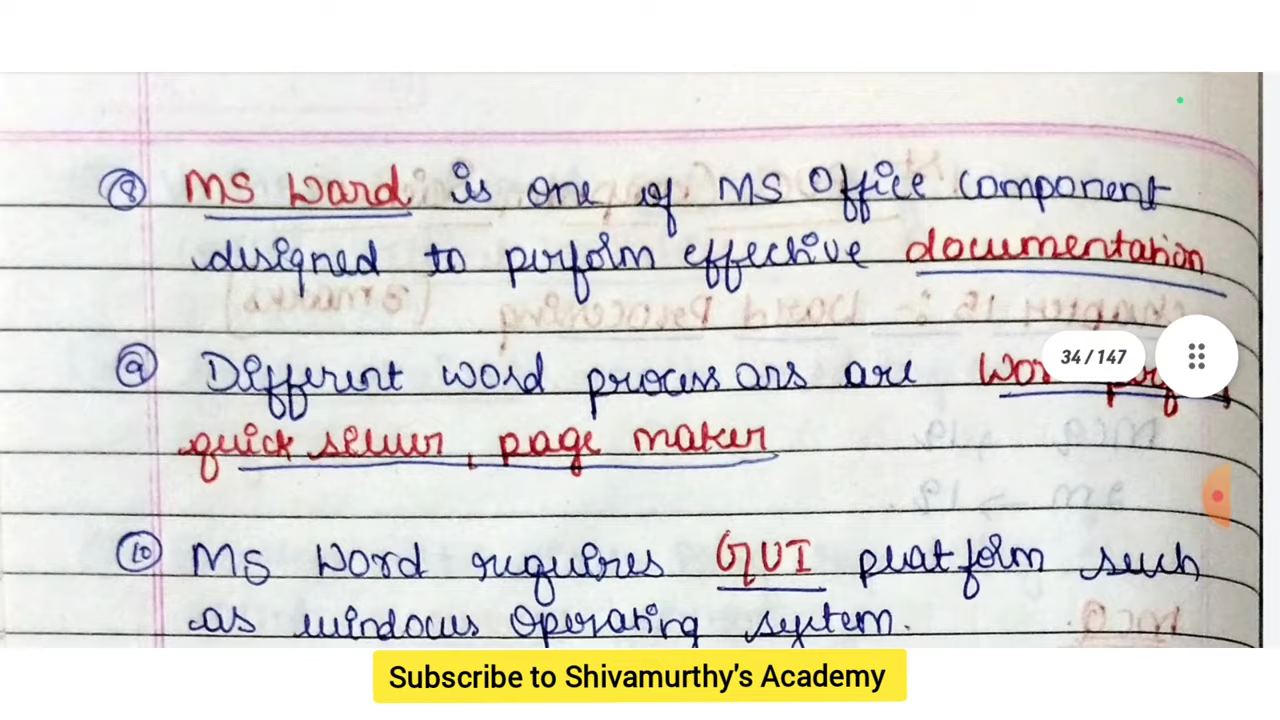 ⑧ MS Word is one of MS Office component
designed to perform effective documentation
⑨ Different word processors are
34/147
quick page maker
⑩ MS Word requires GUI platform such
as windows operating system.
Subscribe to Shivamurthy's Academy